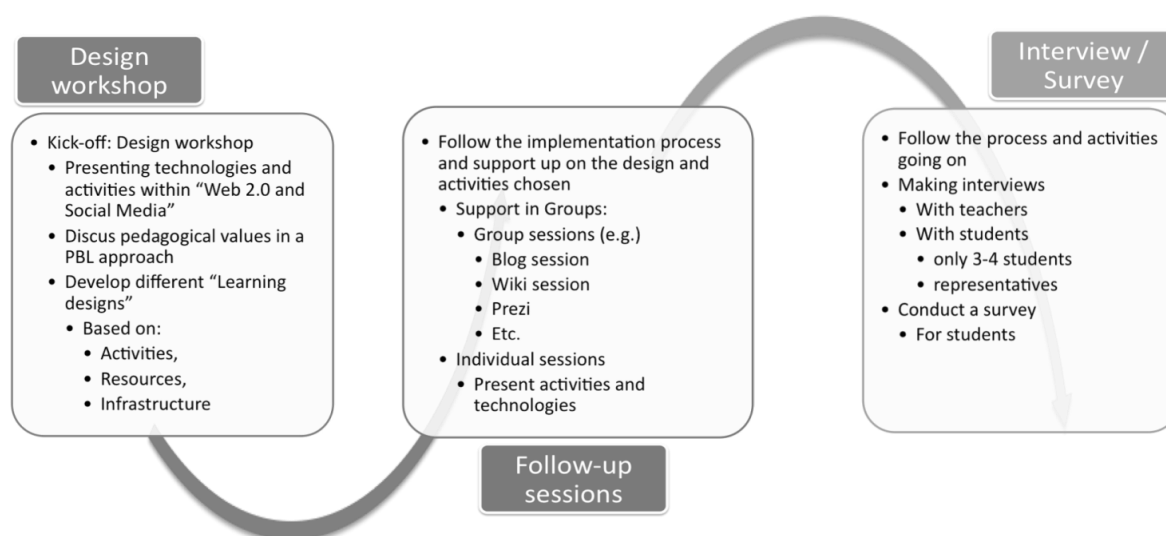 Design
workshop
• Kick-off: Design workshop
• Presenting technologies and
activities within “Web 2.0 and
Social Media”
• Discus pedagogical values in a
PBL approach
• Develop different “Learning
designs”
• Based on:
• Activities,
• Resources,
• Infrastructure
• Follow the implementation process
and support up on the design and
activities chosen
• Support in Groups:
• Group sessions (e.g.)
• Blog session
• Wiki session
• Prezi
• Etc.
• Individual sessions
• Present activities and
technologies
Follow-up
sessions
Interview /
Survey
• Follow the process and activities
going on
• Making interviews
• With teachers
• With students
• only 3-4 students
• representatives
• Conduct a survey
• For students